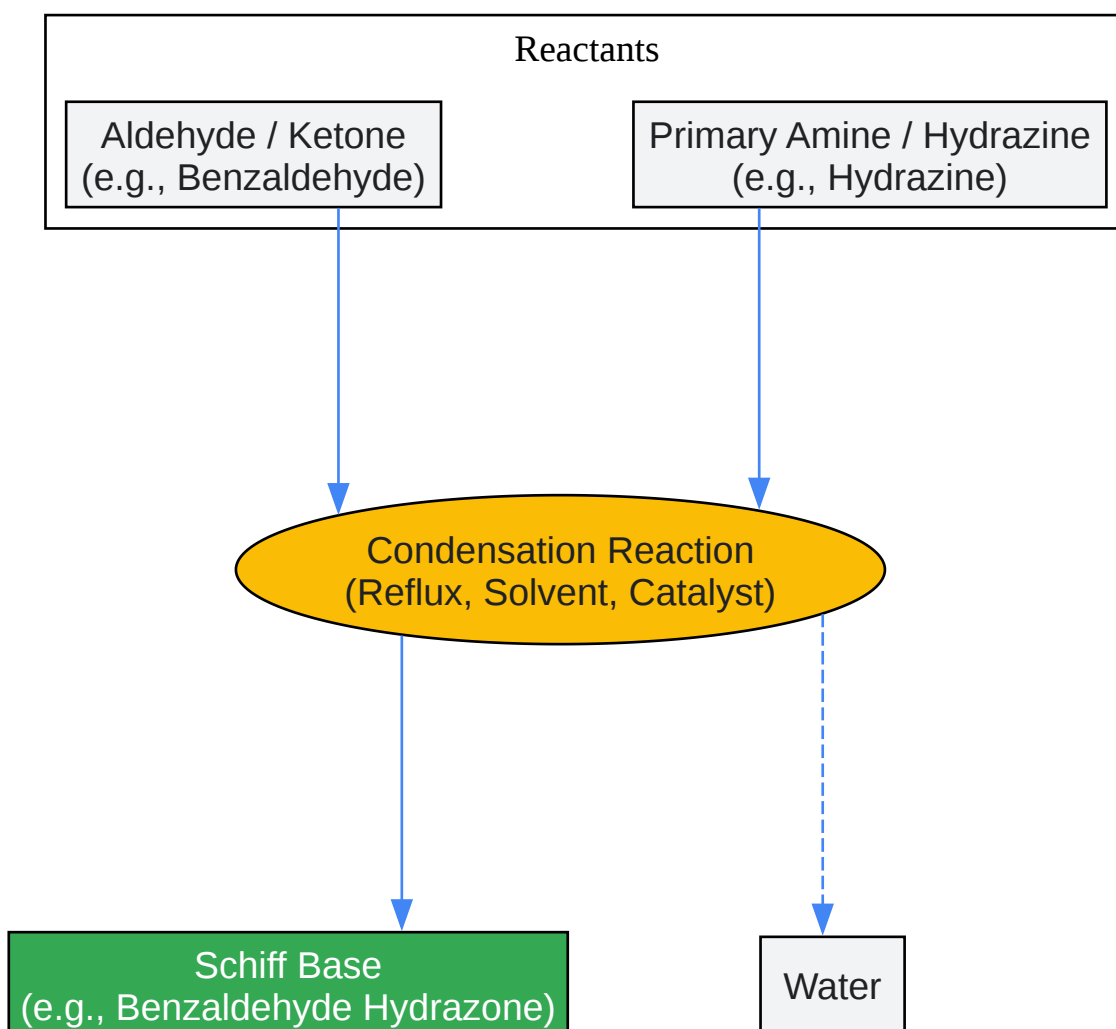 Reactants
Aldehyde / Ketone
(e.g., Benzaldehyde)
Primary Amine / Hydrazine
(e.g., Hydrazine)
Condensation Reaction
(Reflux, Solvent, Catalyst)
Schiff Base
(e.g., Benzaldehyde Hydrazone)
Water